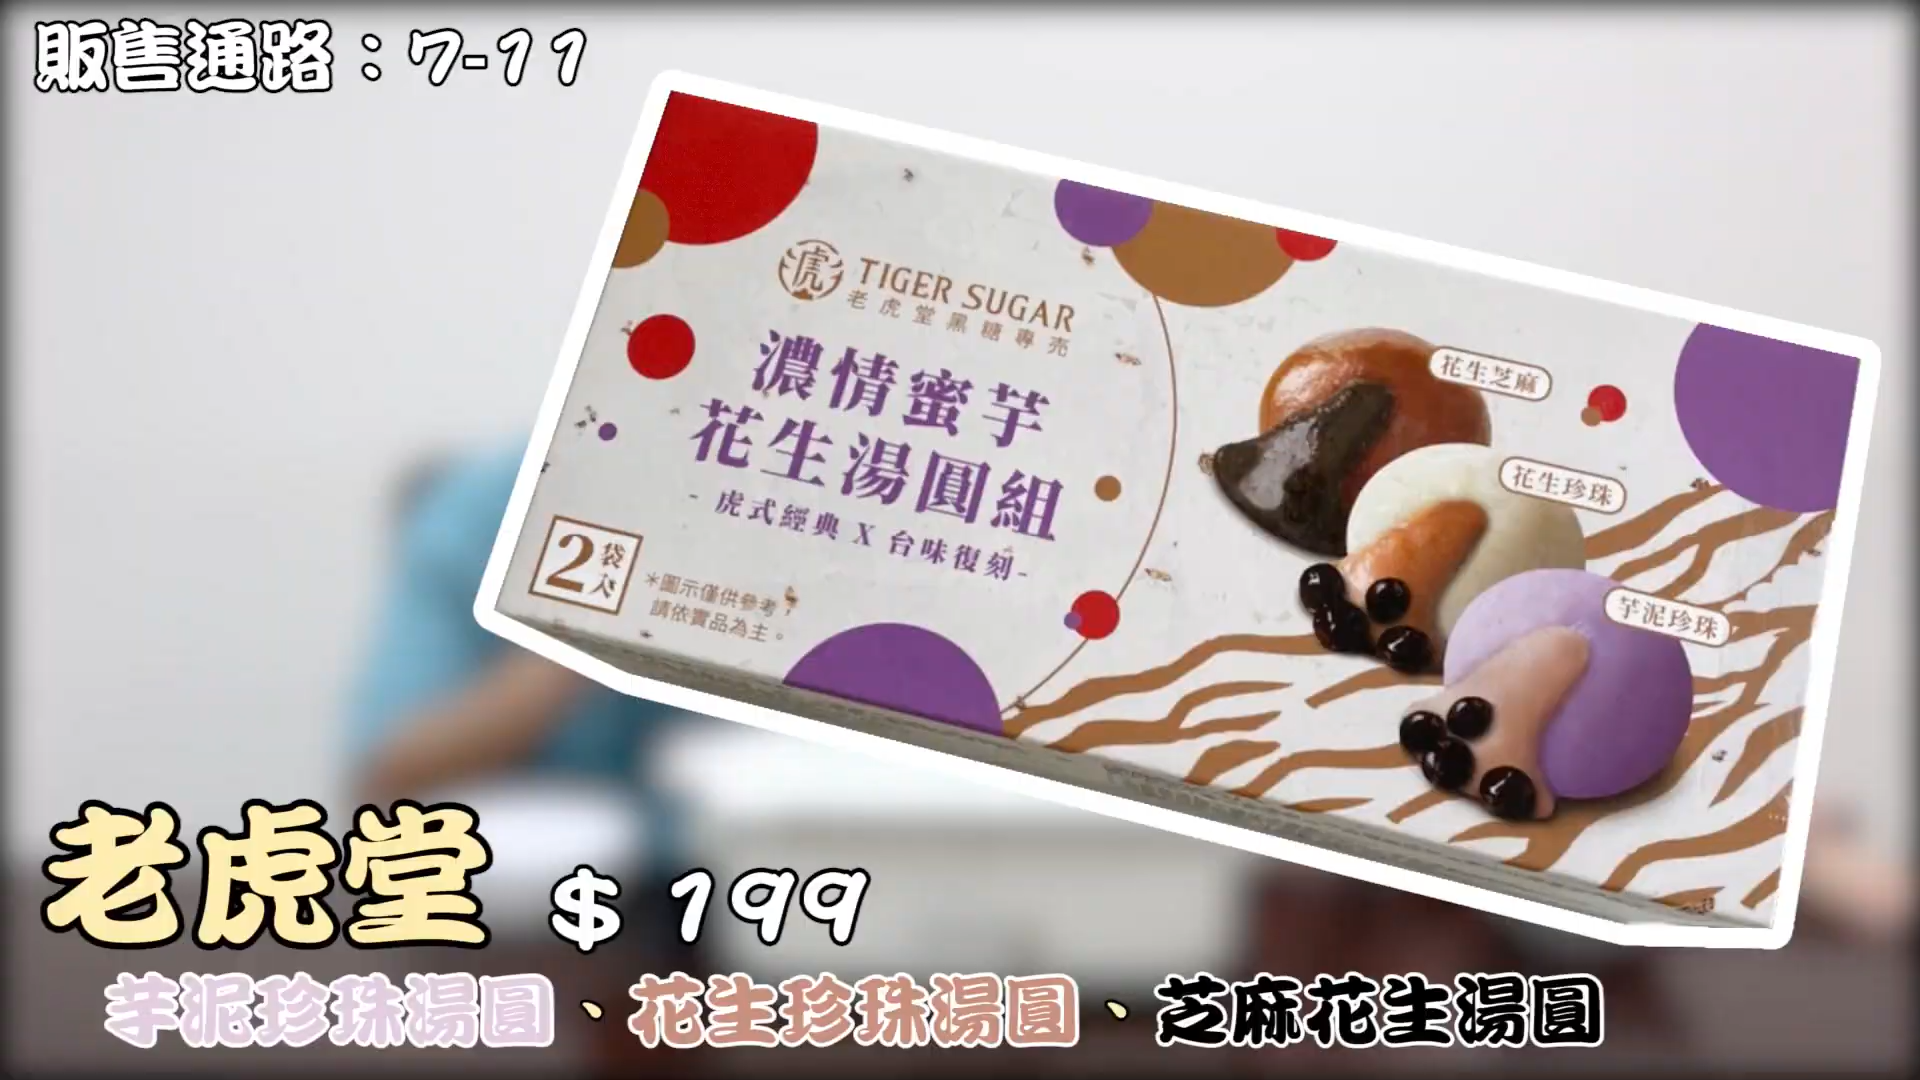 販售通路：7-11
虎
TIGER SUGAR
老虎堂黑糖專売
濃情蜜芋
花生湯圓組
- 虎式經典 X 台味復刻 -
2袋入
＊圖示僅供參考，
請依實品為主。
花生芝麻
花生珍珠
芋泥珍珠
老虎堂 $ 199
芋泥珍珠湯圓、花生珍珠湯圓、芝麻花生湯圓